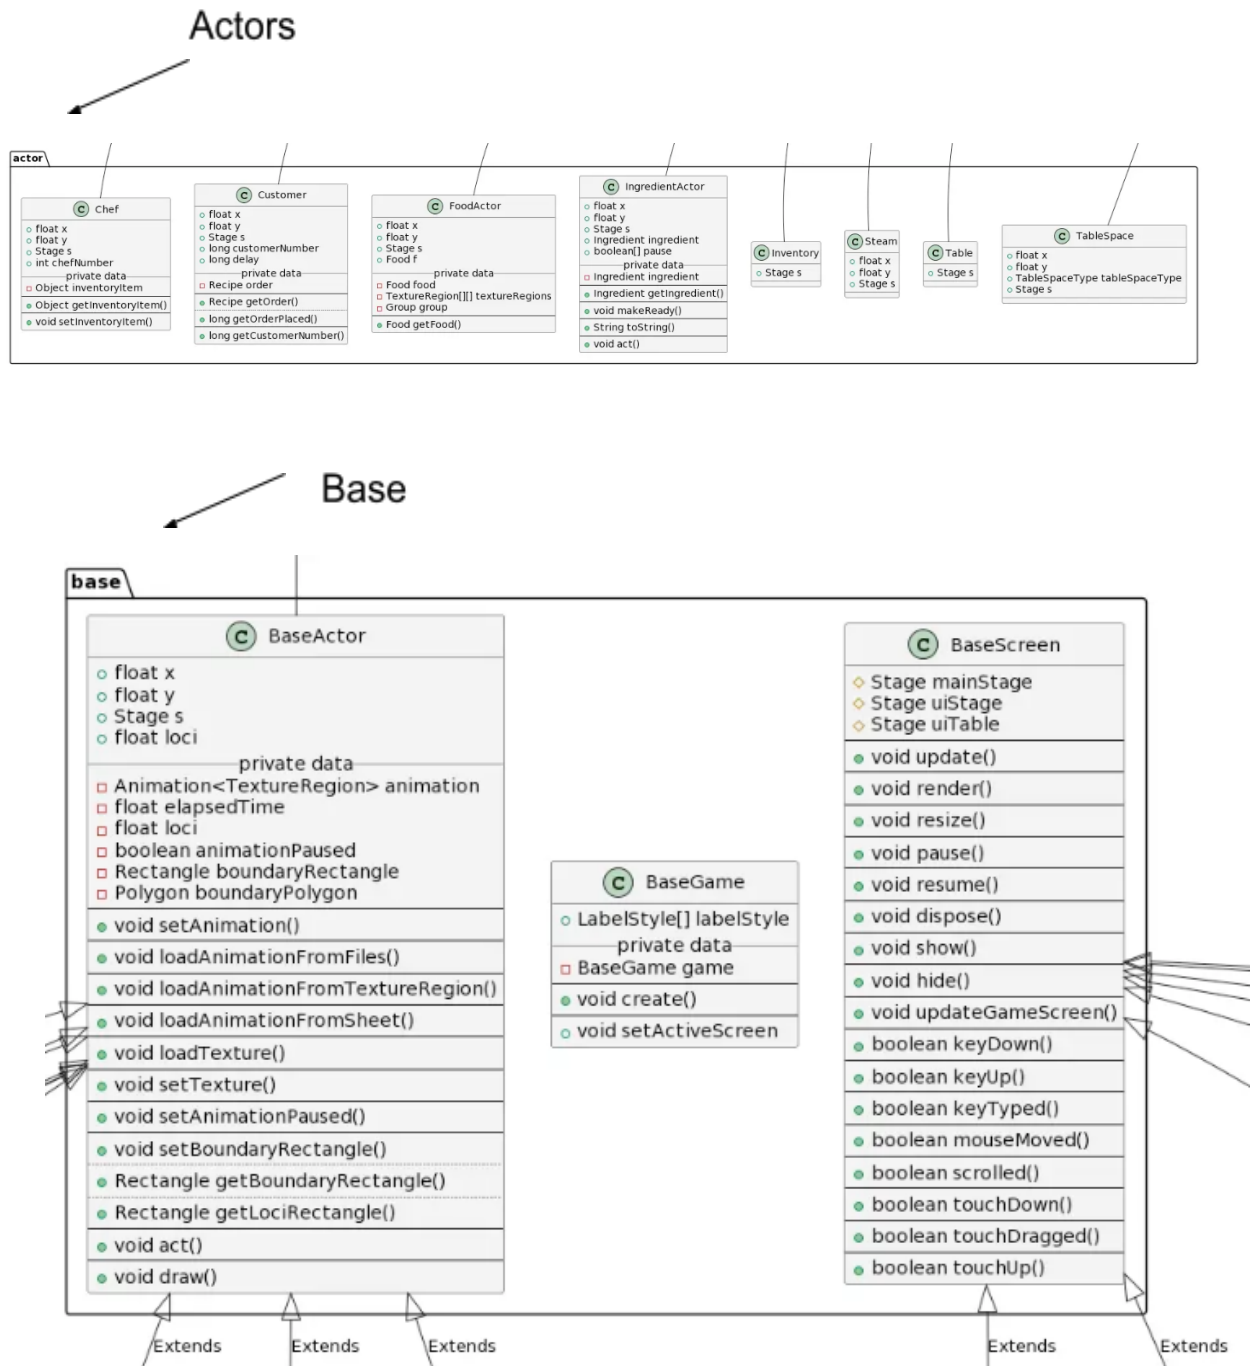 Actors
actor
C Chef
float x
float y
Stage s
int chefNumber
private data
Object inventoryItem
Object getInventoryItem()
void setInventoryItem()
C Customer
float x
float y
Stage s
long customerNumber
long delay
private data
Recipe order
Recipe getOrder()
long getOrderPlaced()
long getCustomerNumber()
C FoodActor
float x
float y
Stage s
Food f
private data
Food food
TextureRegion[][] textureRegions
Group group
Food getFood()
C IngredientActor
float x
float y
Stage s
Ingredient ingredient
boolean[] pause
private data
Ingredient ingredient
Ingredient getIngredient()
void makeReady()
String toString()
void act()
C Inventory
Stage s
C Steam
float x
float y
Stage s
C Table
Stage s
C TableSpace
float x
float y
TableSpaceType tableSpaceType
Stage s
Base
base
C BaseActor
float x
float y
Stage s
float loci
private data
Animation<TextureRegion> animation
float elapsedTime
float loci
boolean animationPaused
Rectangle boundaryRectangle
Polygon boundaryPolygon
void setAnimation()
void loadAnimationFromFiles()
void loadAnimationFromTextureRegion()
void loadAnimationFromSheet()
void loadTexture()
void setTexture()
void setAnimationPaused()
void setBoundaryRectangle()
Rectangle getBoundaryRectangle()
Rectangle getLociRectangle()
void act()
void draw()
C BaseGame
LabelStyle[] labelStyle
private data
BaseGame game
void create()
void setActiveScreen
C BaseScreen
Stage mainStage
Stage uiStage
Stage uiTable
void update()
void render()
void resize()
void pause()
void resume()
void dispose()
void show()
void hide()
void updateGameScreen()
boolean keyDown()
boolean keyUp()
boolean keyTyped()
boolean mouseMoved()
boolean scrolled()
boolean touchDown()
boolean touchDragged()
boolean touchUp()
Extends
Extends
Extends
Extends
Extends